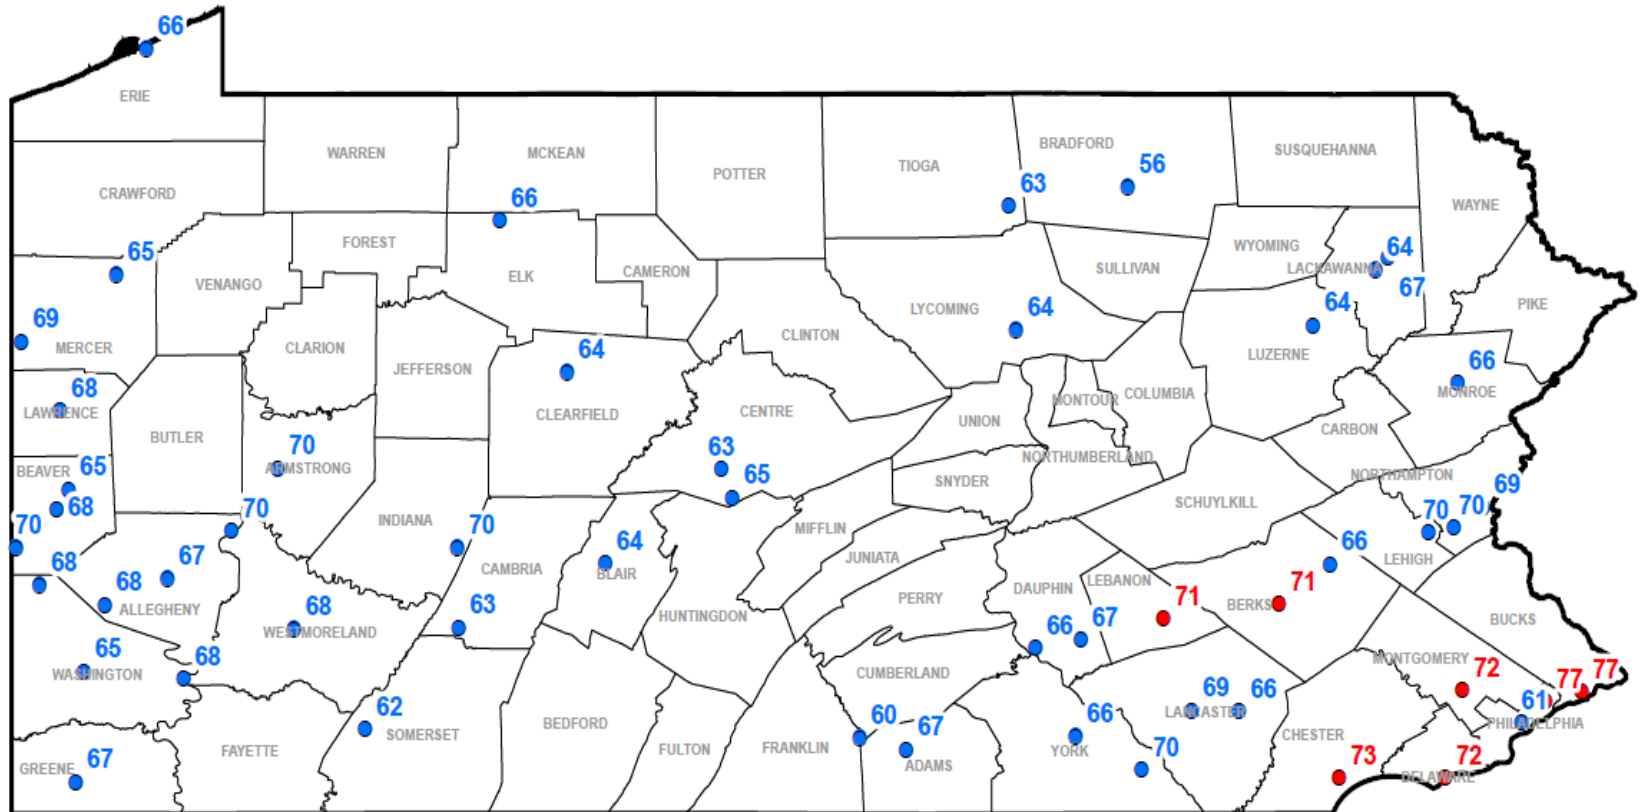 66
ERIE
WARREN
MCKEAN
POTTER
TIOGA
BRADFORD
56
SUSQUEHANNA
CRAWFORD
66
63
WAYNE
FOREST
65
VENANGO
ELK
CAMERON
SULLIVAN
WYOMING
64
LACKAWANNA
67
LYCOMING
64
64
PIKE
69
MERCER
CLARION
JEFFERSON
64
CLINTON
LUZERNE
66
MONROE
68
LAWRENCE
BUTLER
CLEARFIELD
CENTRE
UNION
MONTOUR
COLUMBIA
CARBON
70
ARMSTRONG
63
65
NORTHUMBERLAND
BEAVER
65
68
SNYDER
SCHUYLKILL
NORTHAMPTON
69
70
70
INDIANA
70
MIFFLIN
70
70
68
67
CAMBRIA
64
BLAIR
JUNIATA
66
LEHIGH
68
ALLEGHENY
68
WESTMORELAND
63
HUNTINGDON
PERRY
DAUPHIN
LEBANON
71
BERKS
71
BUCKS
65
WASHINGTON
68
66
67
CUMBERLAND
MONTGOMERY
72
77
77
62
SOMERSET
BEDFORD
69
66
LANCASTER
61
PHILADELPHIA
GREENE
67
FAYETTE
FULTON
FRANKLIN
60
67
ADAMS
66
YORK
70
CHESTER
73
72
DELAWARE